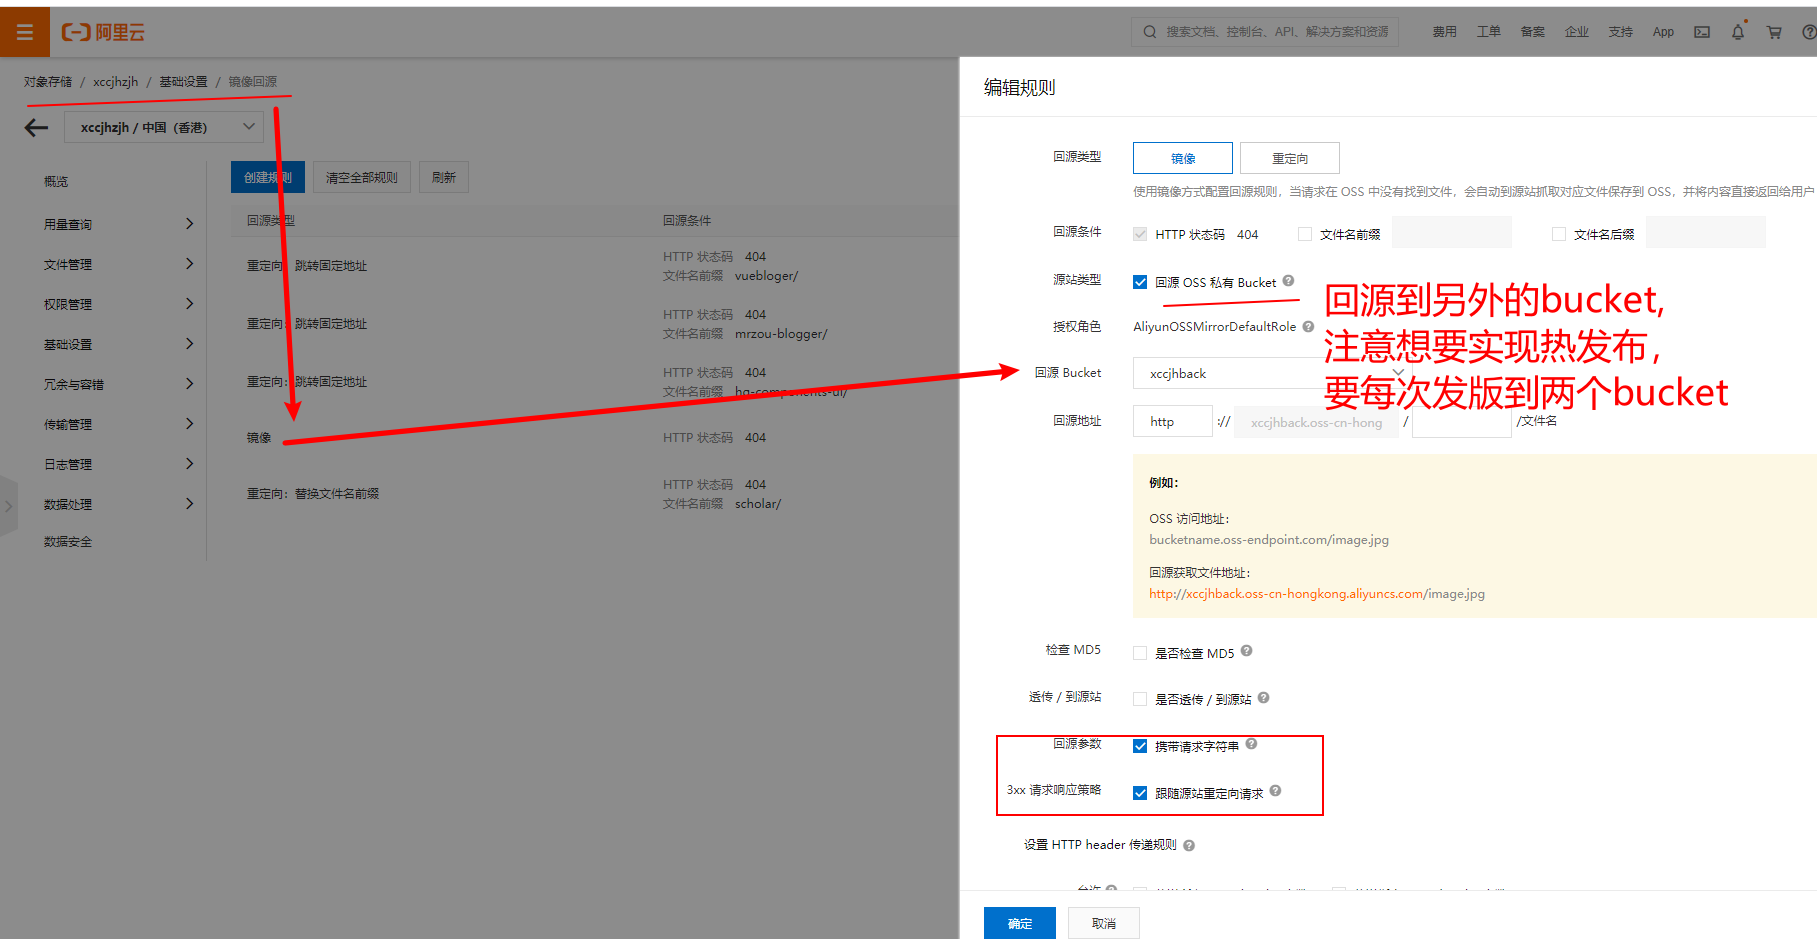 阿里云
搜索文档、控制台、API、解决方案和资源
费用 工单 备案 企业 支持 App
对象存储 / xccjhzjh / 基础设置 / 镜像回源
xccjhzjh / 中国（香港）
概览
用量查询
文件管理
权限管理
基础设置
冗余与容错
传输管理
日志管理
数据处理
数据安全
创建规则 清空全部规则 刷新
回源类型 回源条件
重定向：跳转固定地址 HTTP 状态码 404
文件名前缀 vuebloger/
重定向：跳转固定地址 HTTP 状态码 404
文件名前缀 mrzou-blogger/
重定向：跳转固定地址 HTTP 状态码 404
文件名前缀 hq-components-ui/
镜像 HTTP 状态码 404
重定向：替换文件名前缀 HTTP 状态码 404
文件名前缀 scholar/
编辑规则
回源类型 镜像 重定向
使用镜像方式配置回源规则，当请求在 OSS 中没有找到文件，会自动到源站抓取对应文件保存到 OSS，并将内容直接返回给用户
回源条件 HTTP 状态码 404 文件名前缀 文件名后缀
源站类型 回源 OSS 私有 Bucket
授权角色 AliyunOSSMirrorDefaultRole
回源 Bucket xccjhback
回源到另外的bucket,
注意想要实现热发布，
要每次发版到两个bucket
回源地址 http :// xccjhback.oss-cn-hong / /文件名
例如：
OSS 访问地址：
bucketname.oss-endpoint.com/image.jpg
回源获取文件地址：
http://xccjhback.oss-cn-hongkong.aliyuncs.com/image.jpg
检查 MD5 是否检查 MD5
透传 / 到源站 是否透传 / 到源站
回源参数 携带请求字符串
3xx 请求响应策略 跟随源站重定向请求
设置 HTTP header 传递规则
允许
确定 取消